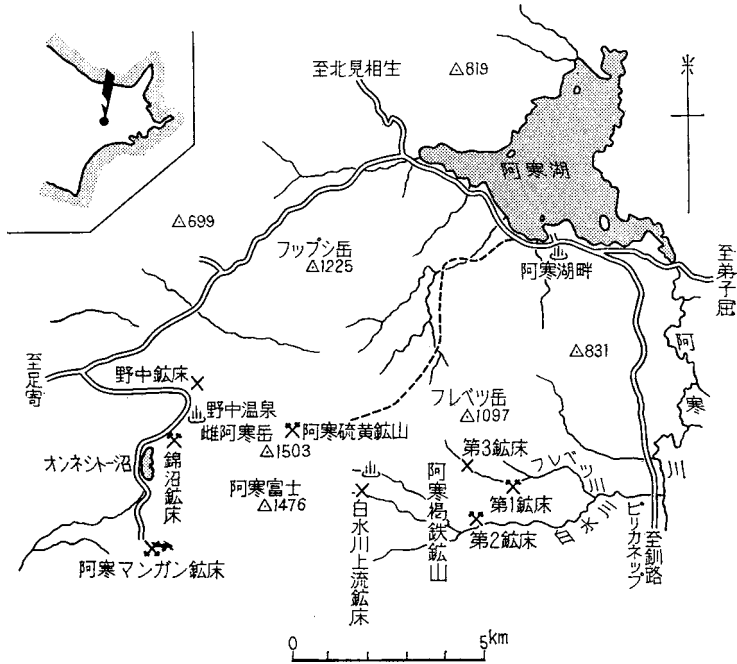 至北見相生
△819
米
阿寒湖
△699
フップシ岳
△1225
阿寒湖畔
至弟子屈
阿寒川
△831
至足寄
野中鉱床
野中温泉
雌阿寒岳
△1503
阿寒硫黄鉱山
フレベツ岳
△1097
オンネシトー沼
錦沼鉱床
阿寒富士
△1476
第3鉱床
フレベツ川
第1鉱床
阿寒褐鉄鉱山
白水川上流鉱床
第2鉱床
白水川
ピリカネップ
至釧路
阿寒マンガン鉱床
0 5km